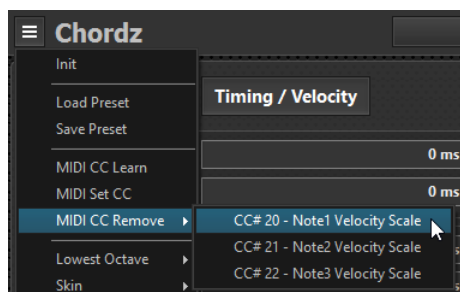 Chordz
Init
Load Preset
Save Preset
Timing / Velocity
0 ms
MIDI CC Learn
MIDI Set CC
0 ms
MIDI CC Remove
CC# 20 - Note1 Velocity Scale
CC# 21 - Note2 Velocity Scale
CC# 22 - Note3 Velocity Scale
Lowest Octave
Skin